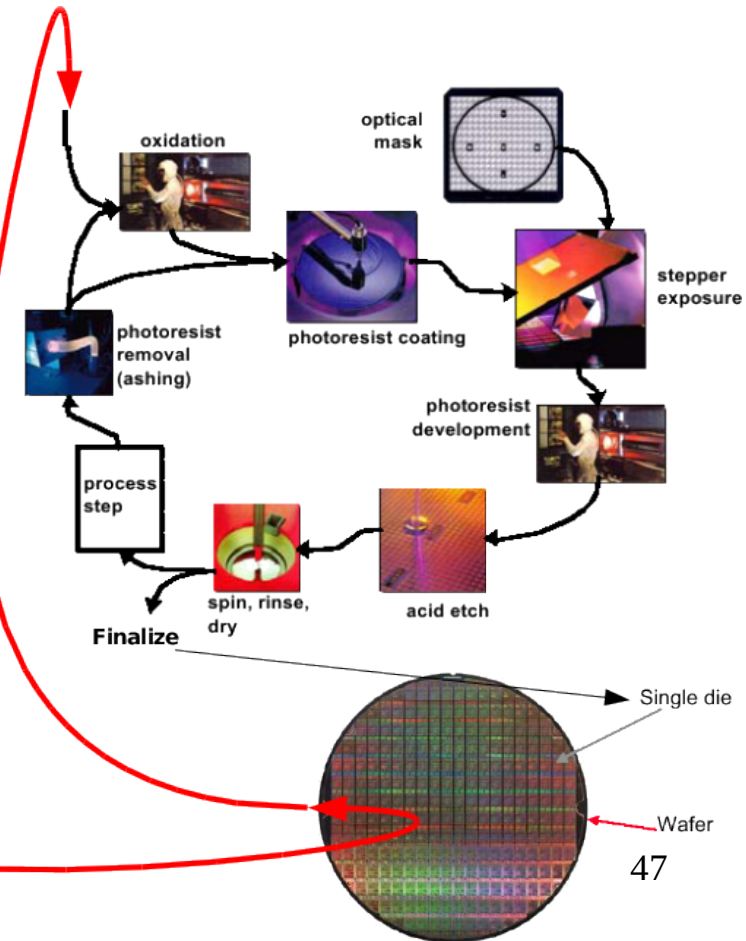 oxidation
optical
mask
stepper
exposure
photoresist coating
photoresist
removal
(ashing)
photoresist
development
process
step
acid etch
spin, rinse,
dry
Finalize
Single die
Wafer
47